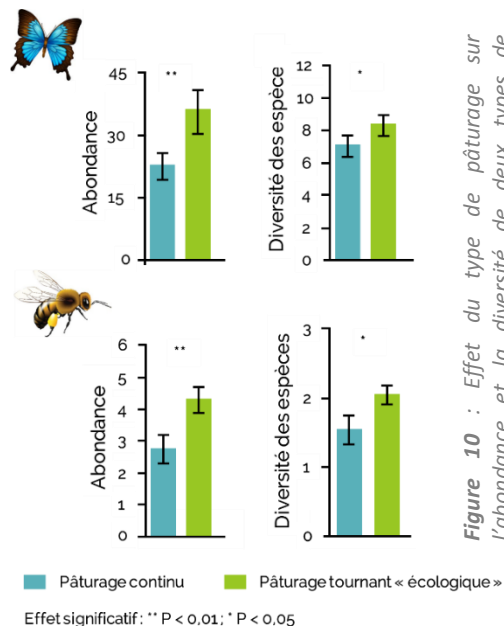 45
30
15
0
Abondance
**
12
10
8
6
4
2
0
Diversité des espèce
*
6
5
4
3
2
1
0
Abondance
**
3
2
1
0
Diversité des espèces
*
Figure 10 : Effet du type de pâturage sur
l'abondance et la diversité de deux types de
Pâturage continu
Pâturage tournant « écologique »
Effet significatif : ** P < 0,01 ; * P < 0,05